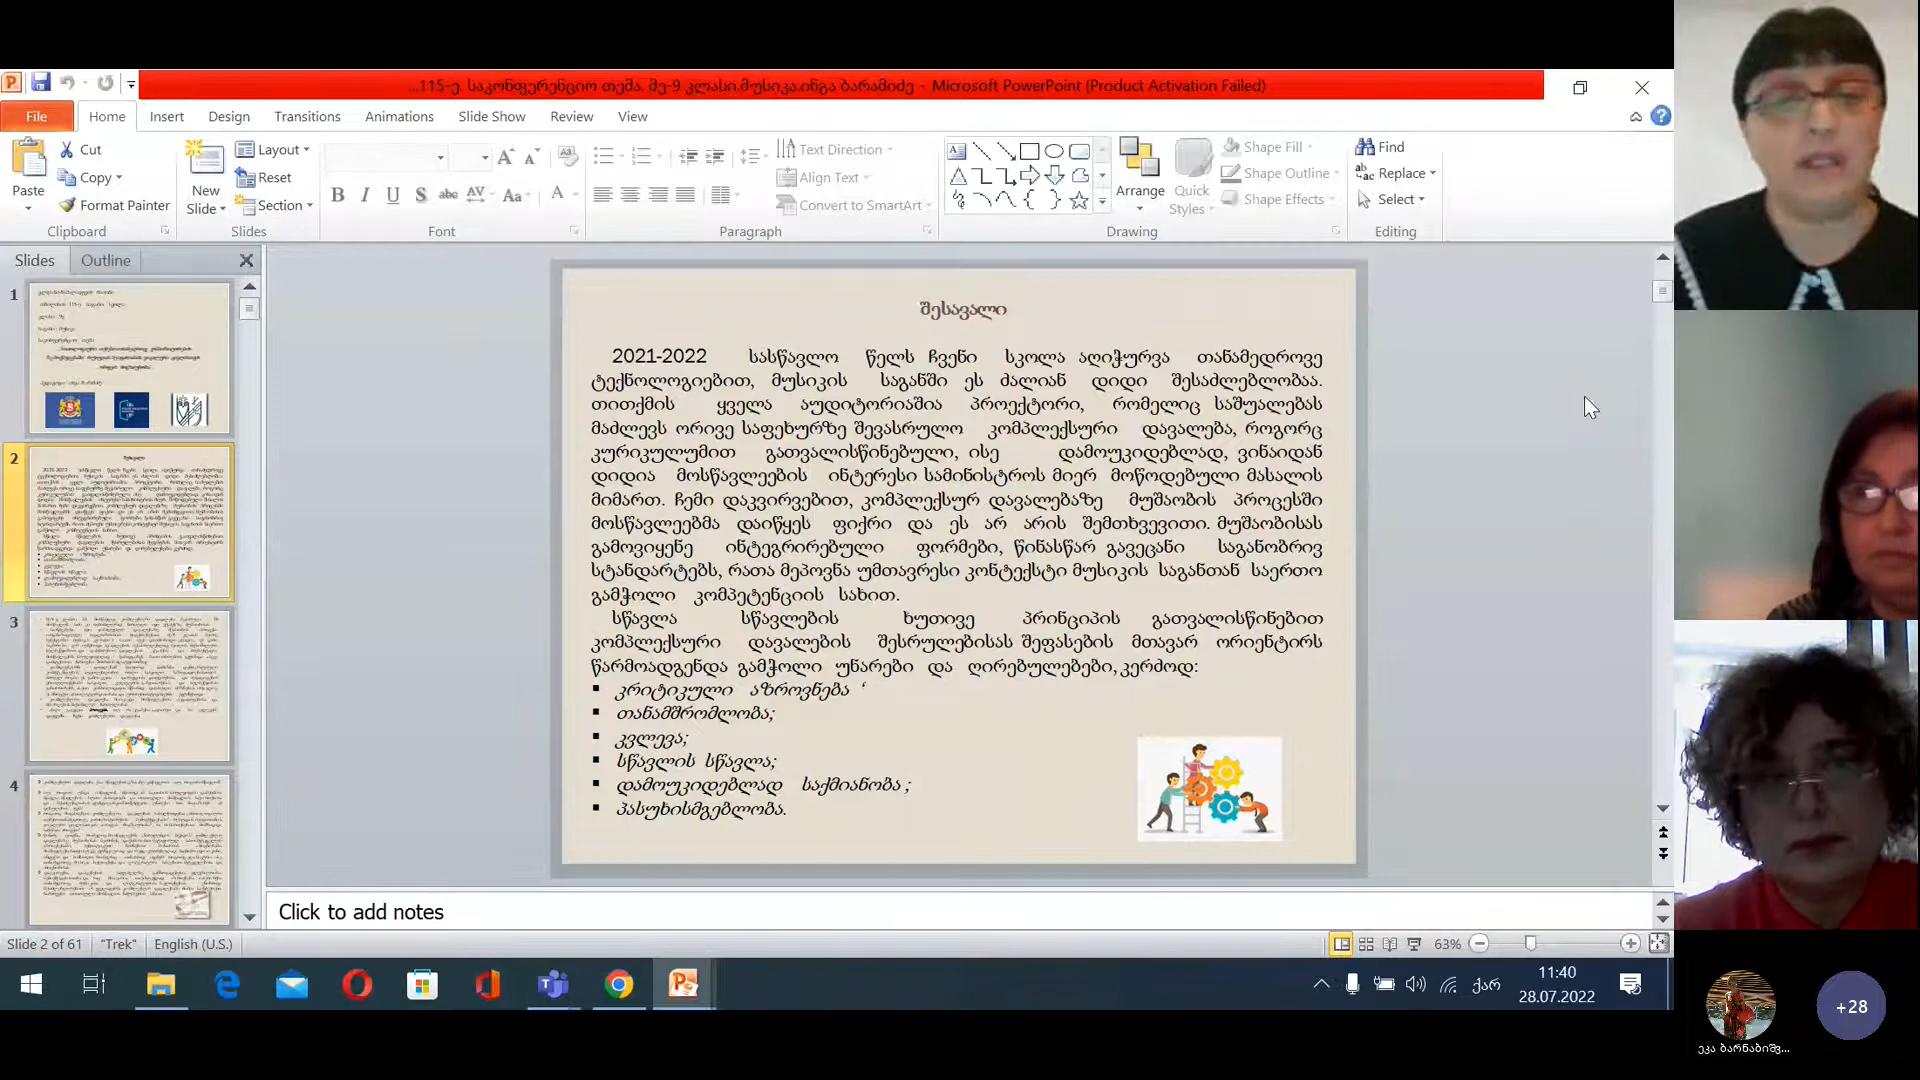 ...115-ე. საკონფერენციო თემა. მე-9 კლასი.მუსიკა.ინგა ბარამიძე - Microsoft PowerPoint (Product Activation Failed)
File Home Insert Design Transitions Animations Slide Show Review View
Cut
Copy
Format Painter
Paste
Clipboard
New Slide
Layout
Reset
Section
Slides
Font
Text Direction
Align Text
Convert to SmartArt
Paragraph
Arrange
Quick Styles
Shape Fill
Shape Outline
Shape Effects
Drawing
Find
Replace
Select
Editing
Slides Outline
1
2
3
4
შესავალი
2021-2022 სასწავლო წელს ჩვენი სკოლა აღიჭურვა თანამედროვე
ტექნოლოგიებით, მუსიკის საგანში ეს ძალიან დიდი შესაძლებლობაა.
თითქმის ყველა აუდიტორიაშია პროექტორი, რომელიც საშუალებას
მაძლევს ორივე საფეხურზე შევასრულო კომპლექსური დავალება, როგორც
კურიკულუმით გათვალისწინებული, ისე დამოუკიდებლად, ვინაიდან
დიდია მოსწავლეების ინტერესი სამინისტროს მიერ მოწოდებული მასალის
მიმართ. ჩემი დაკვირვებით, კომპლექსურ დავალებაზე მუშაობის პროცესში
მოსწავლეებმა დაიწყეს ფიქრი და ეს არ არის შემთხვევითი. მუშაობისას
გამოვიყენე ინტეგრირებული ფორმები, წინასწარ გავეცანი საგანობრივ
სტანდარტებს, რათა მეპოვნა უმთავრესი კონტექსტი მუსიკის საგანთან საერთო
გამჭოლი კომპეტენციის სახით.
სწავლა სწავლების ხუთივე პრინციპის გათვალისწინებით
კომპლექსური დავალების შესრულებისას შეფასების მთავარ ორიენტირს
წარმოადგენდა გამჭოლი უნარები და ღირებულებები, კერძოდ:
▪ კრიტიკული აზროვნება ‘
▪ თანამშრომლობა;
▪ კვლევა;
▪ სწავლის სწავლა;
▪ დამოუკიდებლად საქმიანობა ;
▪ პასუხისმგებლობა.
Click to add notes
Slide 2 of 61 "Trek" English (U.S.) 63%
ქარ
11:40
28.07.2022
ეკა ბარნაბიშვ...
+28